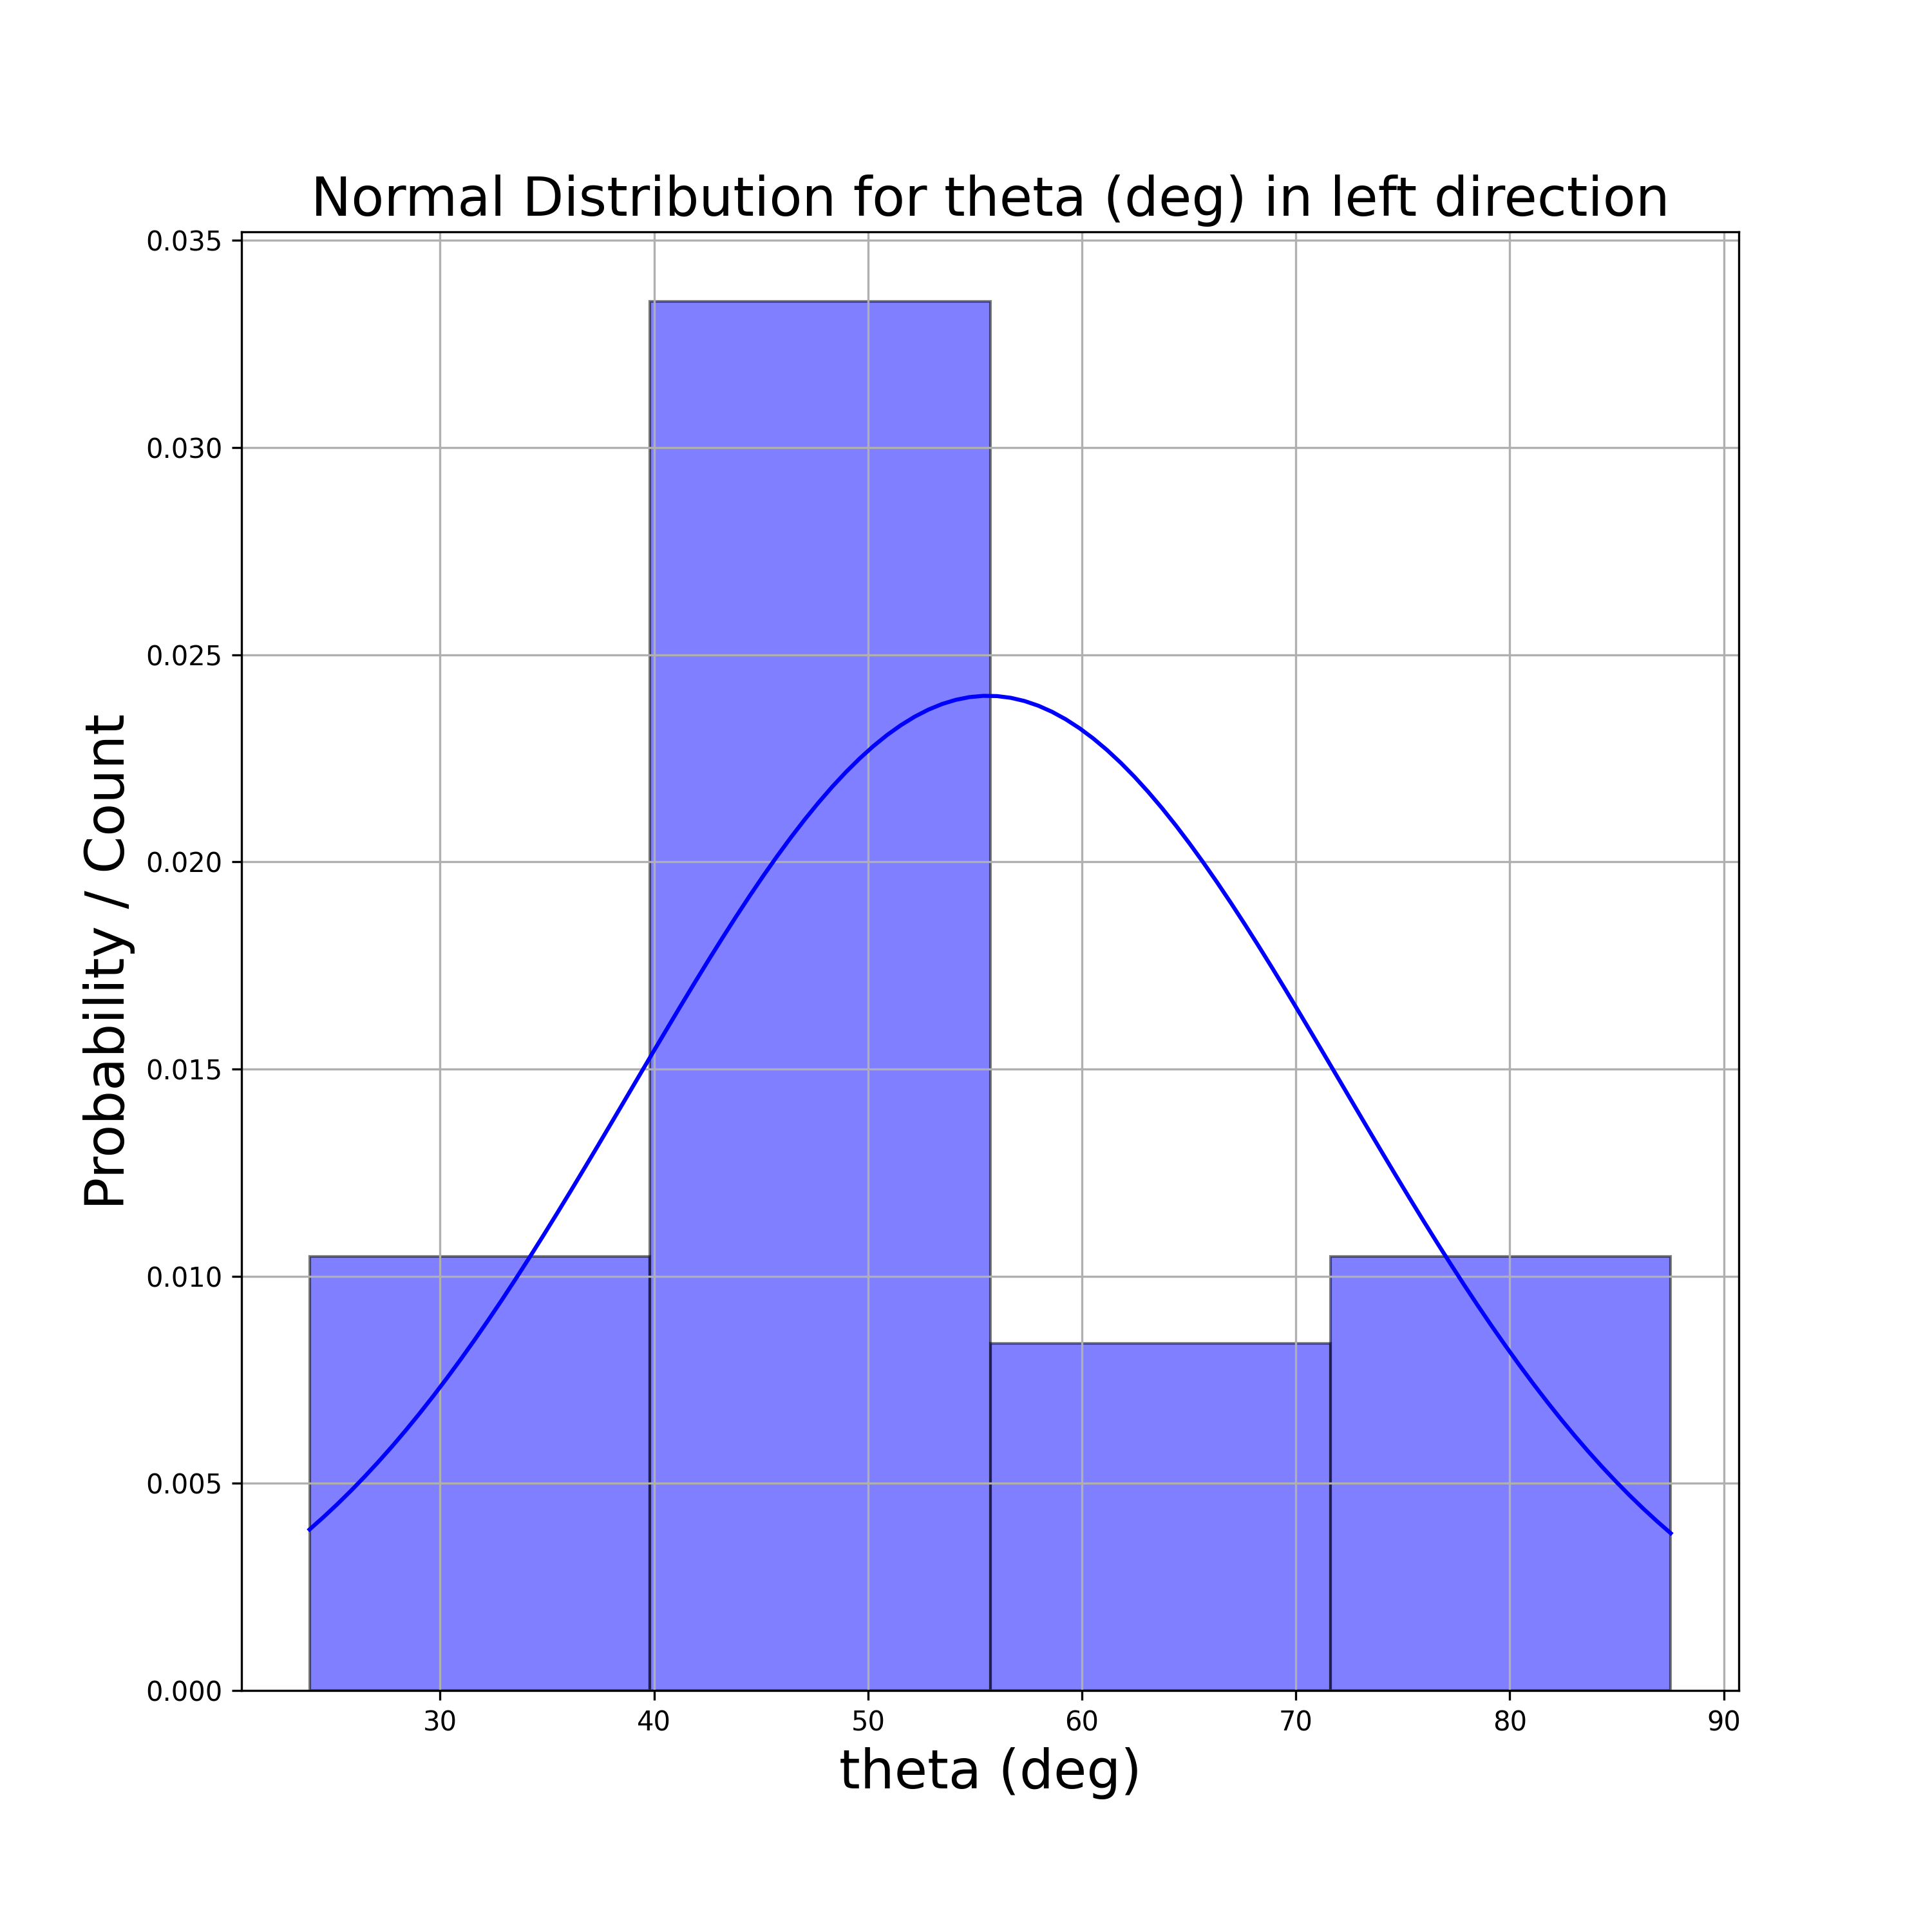 Normal Distribution for theta (deg) in left direction
0.035
0.030
0.025
0.020
0.015
0.010
0.005
0.000
Probability / Count
30 40 50 60 70 80 90
theta (deg)